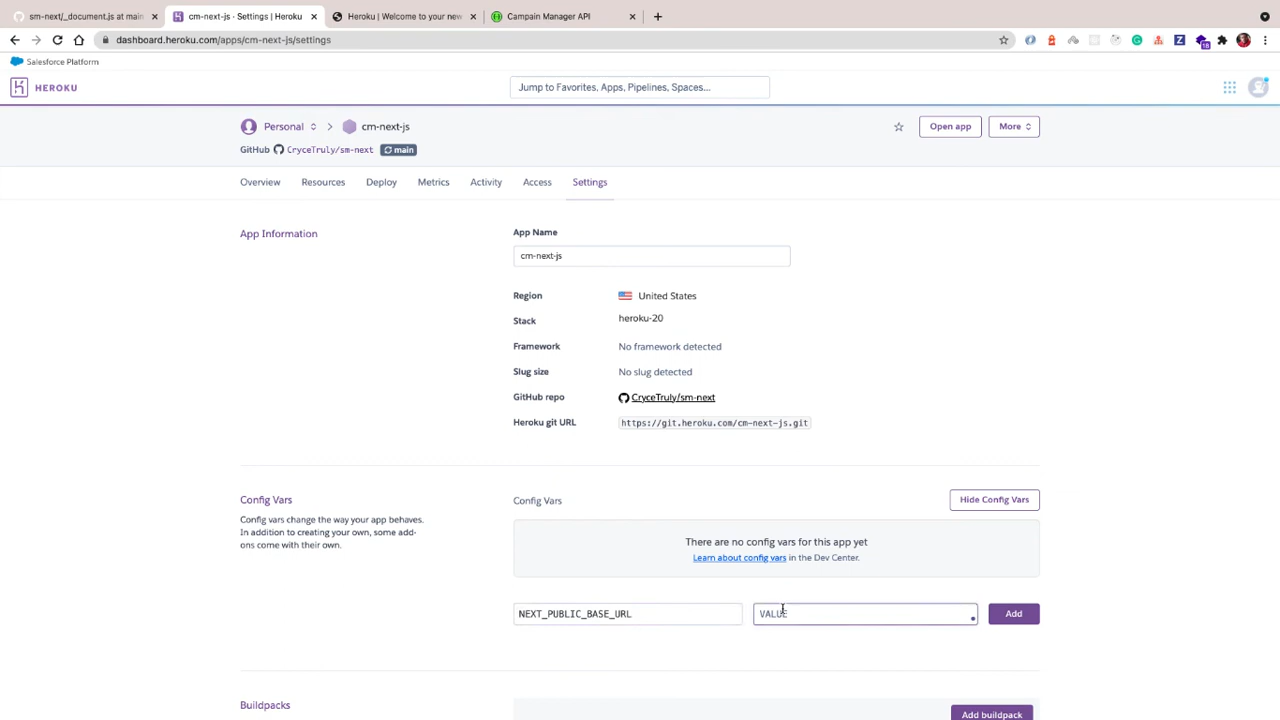 sm-next/_document.js at main
cm-next-js · Settings | Heroku
Heroku | Welcome to your new
Campain Manager API
dashboard.heroku.com/apps/cm-next-js/settings
18
Salesforce Platform
HEROKU
Jump to Favorites, Apps, Pipelines, Spaces...
Personal
cm-next-js
Open app
More
GitHub CryceTruly/sm-next main
Overview
Resources
Deploy
Metrics
Activity
Access
Settings
App Information
App Name
cm-next-js
Region United States
Stack heroku-20
Framework No framework detected
Slug size No slug detected
GitHub repo CryceTruly/sm-next
Heroku git URL https://git.heroku.com/cm-next-js.git
Config Vars
Config vars change the way your app behaves.
In addition to creating your own, some add-
ons come with their own.
Config Vars
Hide Config Vars
There are no config vars for this app yet
Learn about config vars in the Dev Center.
NEXT_PUBLIC_BASE_URL
VALUE
Add
Buildpacks
Add buildpack